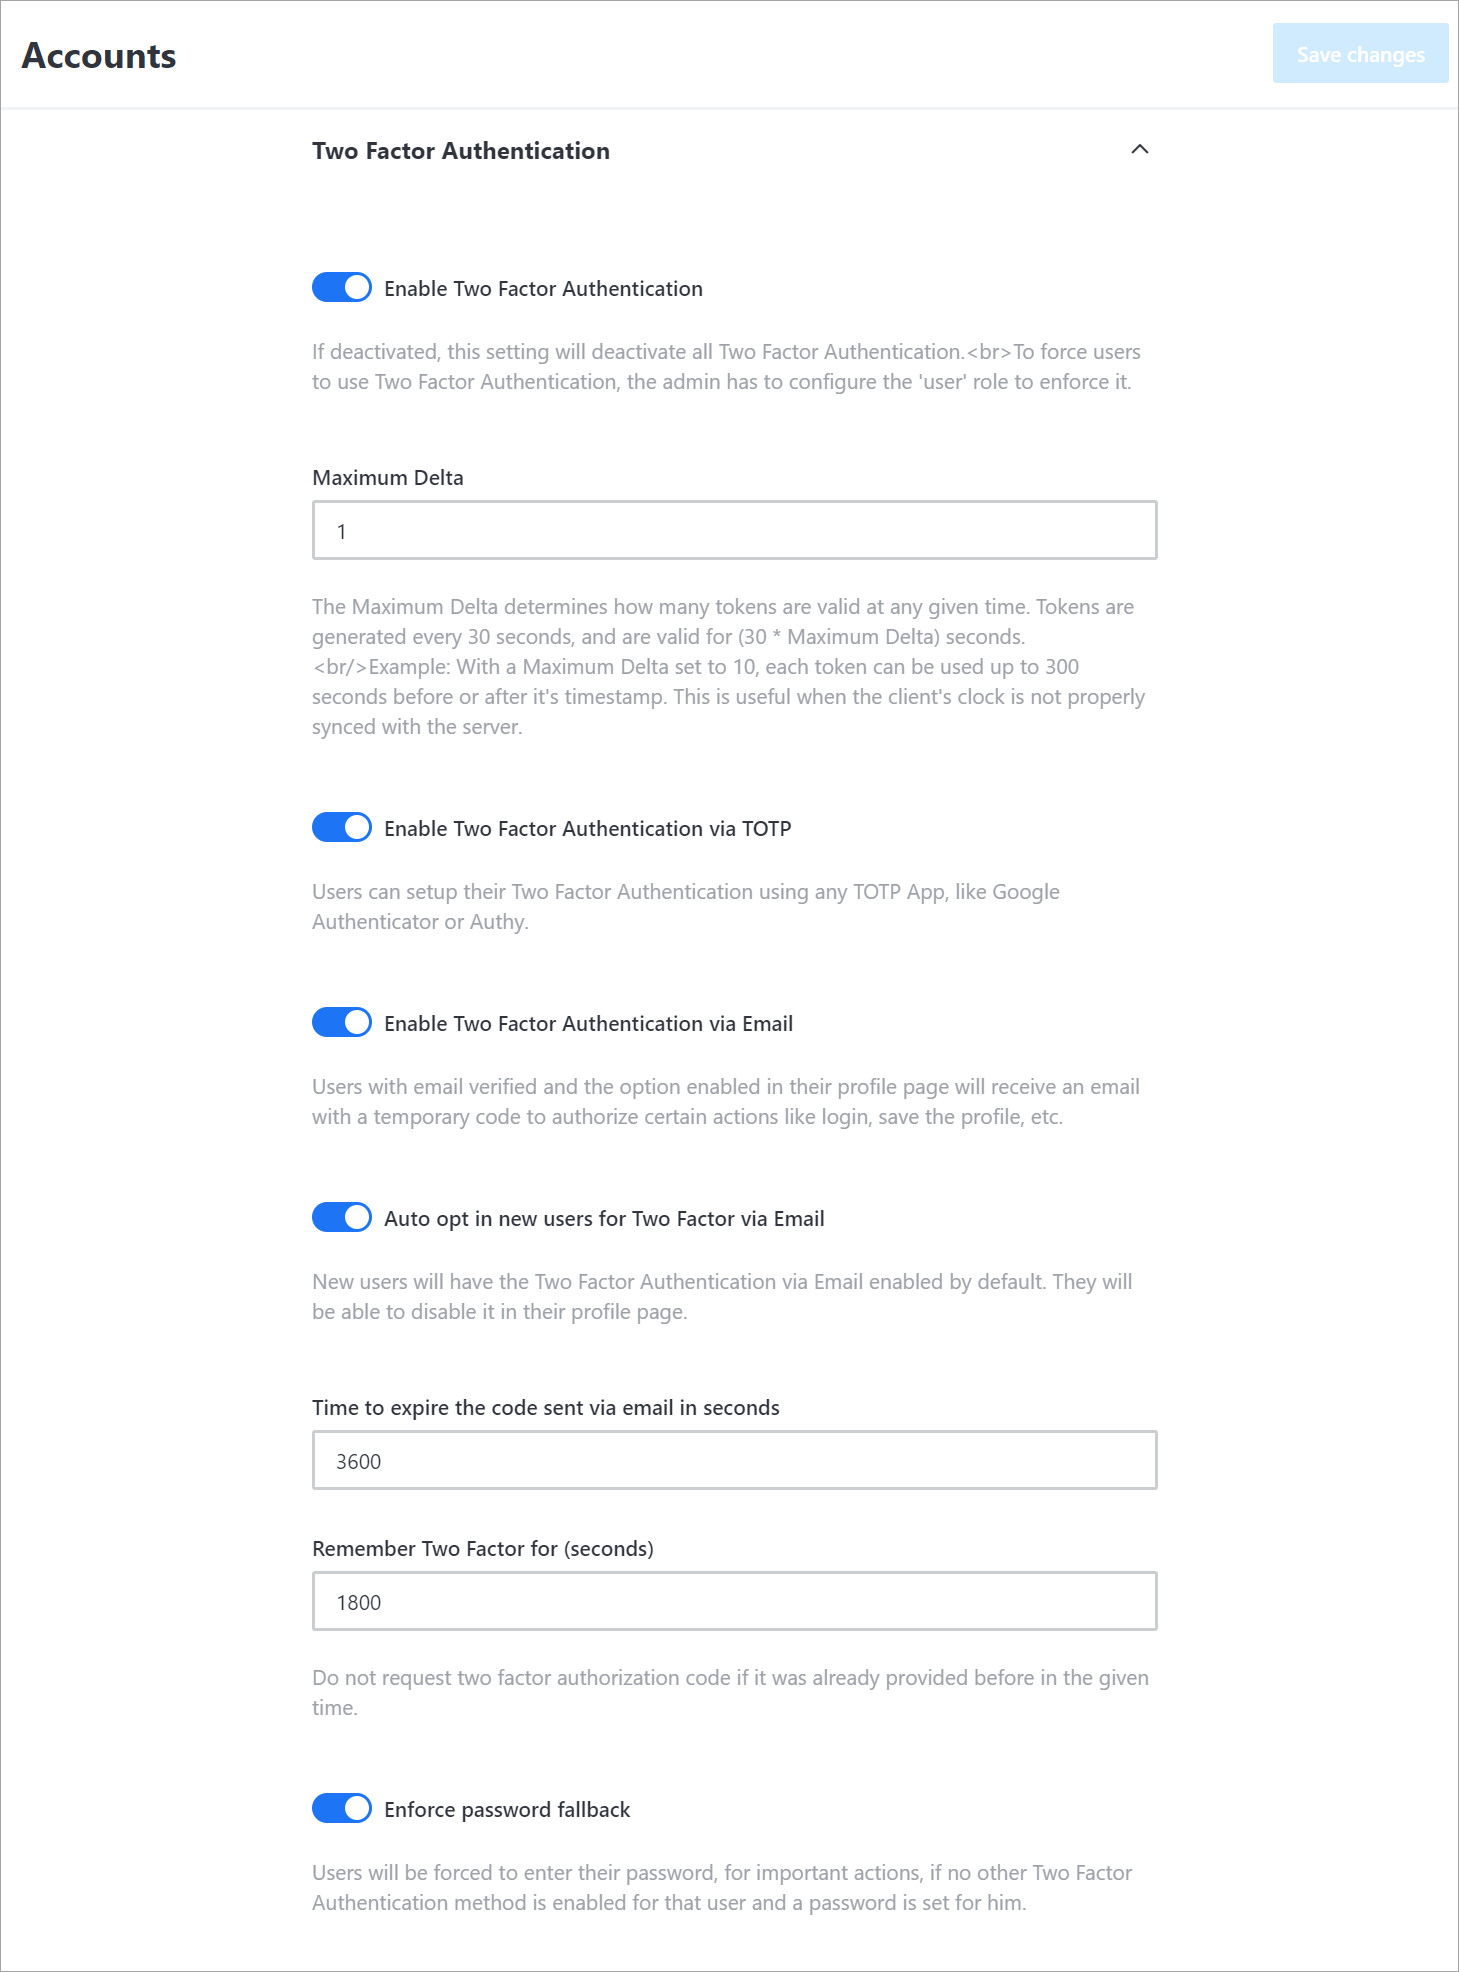 Accounts
Save changes
Two Factor Authentication
Enable Two Factor Authentication
If deactivated, this setting will deactivate all Two Factor Authentication.<br>To force users
to use Two Factor Authentication, the admin has to configure the 'user' role to enforce it.
Maximum Delta
1
The Maximum Delta determines how many tokens are valid at any given time. Tokens are
generated every 30 seconds, and are valid for (30 * Maximum Delta) seconds.
<br/>Example: With a Maximum Delta set to 10, each token can be used up to 300
seconds before or after it's timestamp. This is useful when the client's clock is not properly
synced with the server.
Enable Two Factor Authentication via TOTP
Users can setup their Two Factor Authentication using any TOTP App, like Google
Authenticator or Authy.
Enable Two Factor Authentication via Email
Users with email verified and the option enabled in their profile page will receive an email
with a temporary code to authorize certain actions like login, save the profile, etc.
Auto opt in new users for Two Factor via Email
New users will have the Two Factor Authentication via Email enabled by default. They will
be able to disable it in their profile page.
Time to expire the code sent via email in seconds
3600
Remember Two Factor for (seconds)
1800
Do not request two factor authorization code if it was already provided before in the given
time.
Enforce password fallback
Users will be forced to enter their password, for important actions, if no other Two Factor
Authentication method is enabled for that user and a password is set for him.